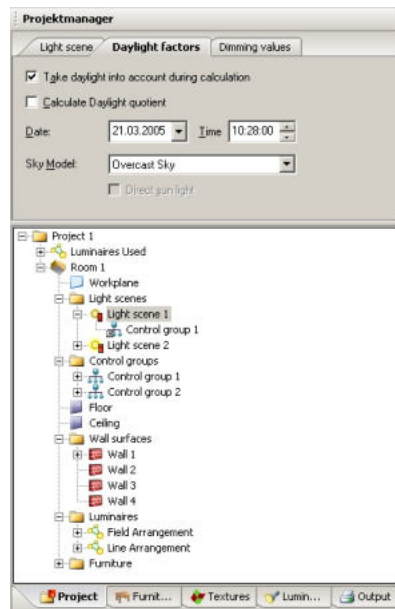 Projektmanager
Light scene Daylight factors Dimming values
Take daylight into account during calculation
Calculate Daylight quotient
Date: 21.03.2005 Time 10:28:00
Sky Model: Overcast Sky
Direct sun light
Project 1
Luminaires Used
Room 1
Workplane
Light scenes
Light scene 1
Control group 1
Light scene 2
Control groups
Control group 1
Control group 2
Floor
Ceiling
Wall surfaces
Wall 1
Wall 2
Wall 3
Wall 4
Luminaires
Field Arrangement
Line Arrangement
Furniture
Project Furnit... Textures Lumin... Output